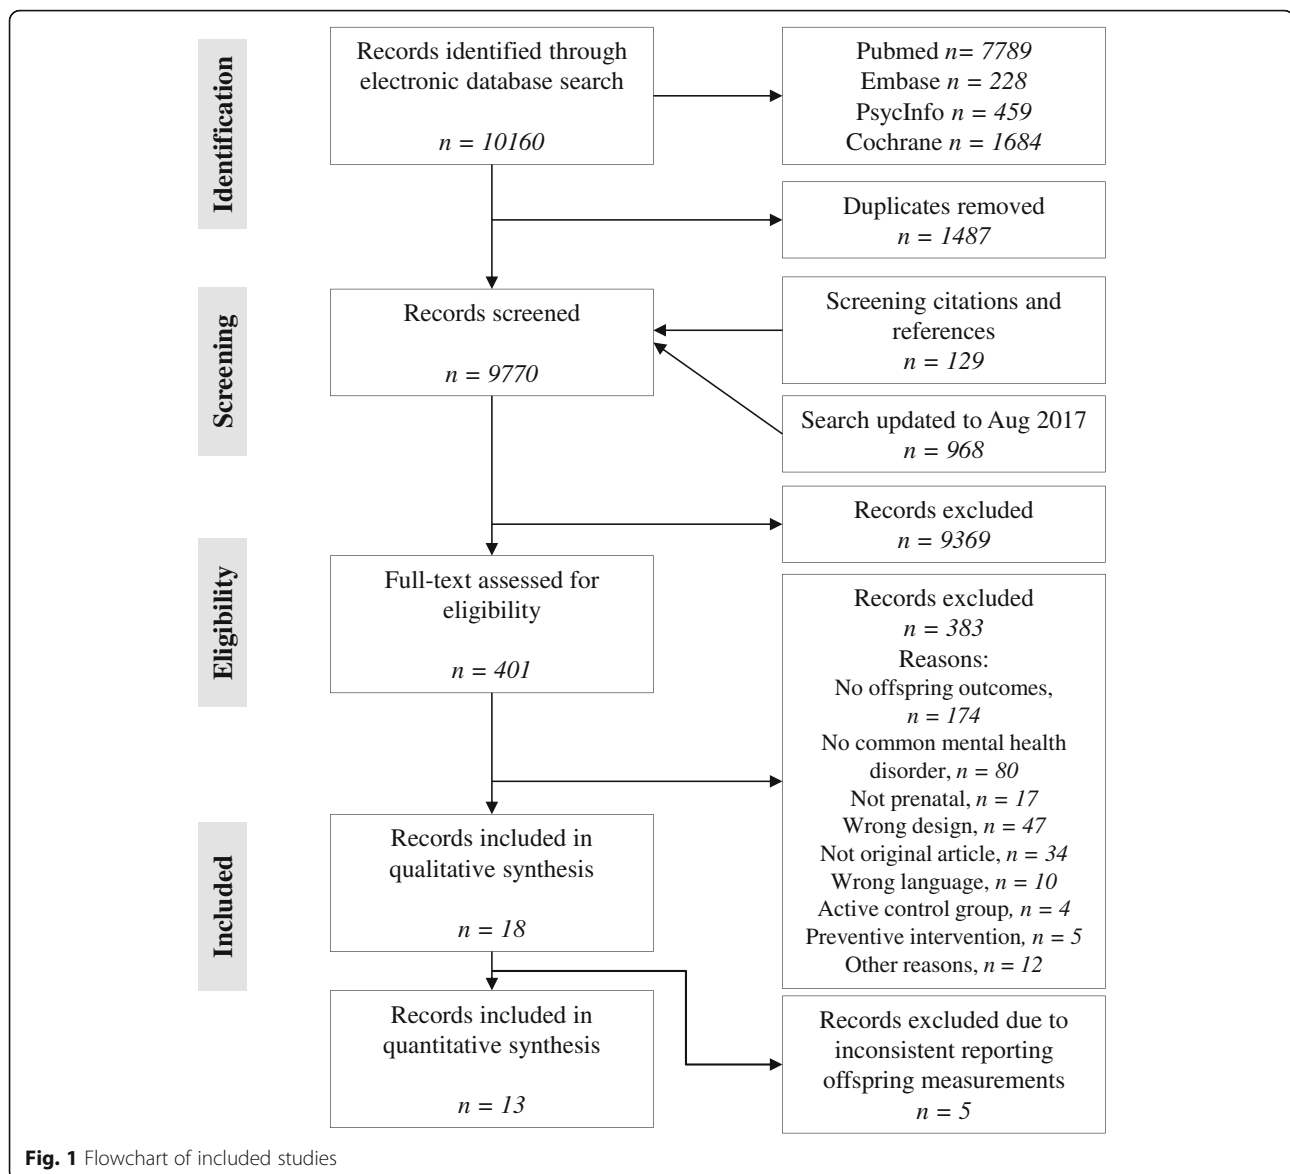 Identification
Records identified through
electronic database search
n = 10160
Pubmed n= 7789
Embase n = 228
PsycInfo n = 459
Cochrane n = 1684
Duplicates removed
n = 1487
Screening
Records screened
n = 9770
Screening citations and
references
n = 129
Search updated to Aug 2017
n = 968
Records excluded
n = 9369
Eligibility
Full-text assessed for
eligibility
n = 401
Records excluded
n = 383
Reasons:
No offspring outcomes,
n = 174
No common mental health
disorder, n = 80
Not prenatal, n = 17
Wrong design, n = 47
Not original article, n = 34
Wrong language, n = 10
Active control group, n = 4
Preventive intervention, n = 5
Other reasons, n = 12
Included
Records included in
qualitative synthesis
n = 18
Records included in
quantitative synthesis
n = 13
Records excluded due to
inconsistent reporting
offspring measurements
n = 5
Fig. 1 Flowchart of included studies